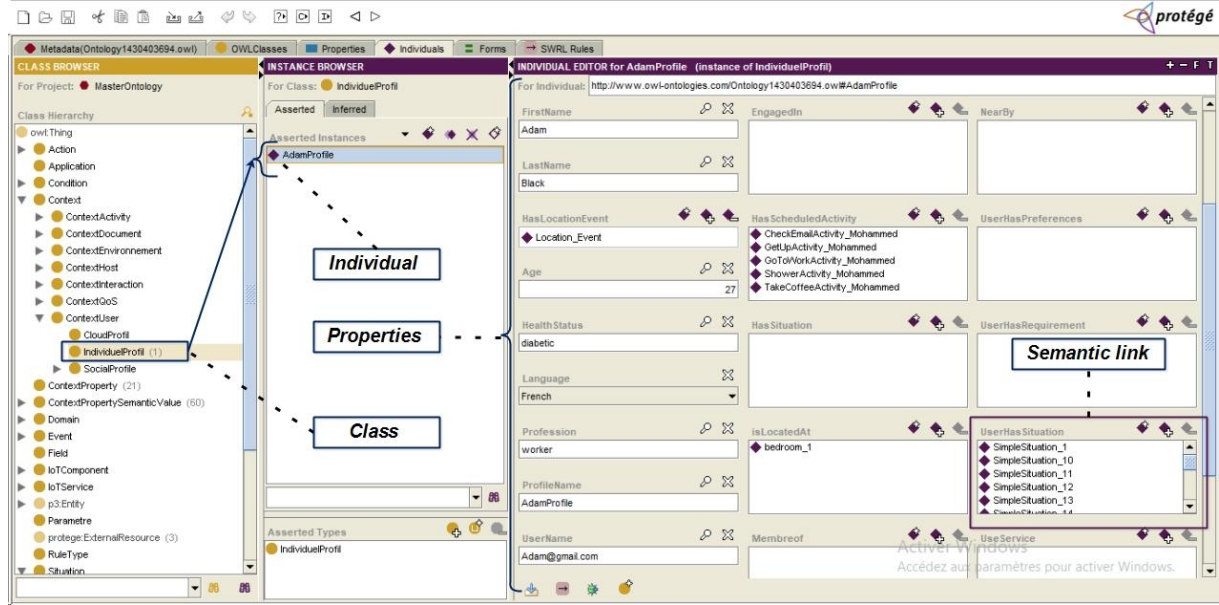 protégé
Metadata(Ontology1430403694.owl) OWLClasses Properties Individuals Forms SWRL Rules
CLASS BROWSER
For Project: MasterOntology
Class Hierarchy
owl:Thing
Action
Application
Condition
Context
ContextActivity
ContextDocument
ContextEnvironnement
ContextHost
ContextInteraction
ContextQoS
ContextUser
CloudProfil
IndividuelProfil (1)
SocialProfile
ContextProperty (21)
ContextPropertySemanticValue (60)
Domain
Event
Field
IoTComponent
IoTService
p3:Entity
Parametre
protege:ExternalResource (3)
RuleType
Situation
INSTANCE BROWSER
For Class: IndividuelProfil
Asserted Inferred
Asserted Instances
AdamProfile
Individual
Properties
Class
Asserted Types
IndividuelProfil
INDIVIDUAL EDITOR for AdamProfile (instance of IndividuelProfil)
+ − F T
For Individual: http://www.owl-ontologies.com/Ontology1430403694.owl#AdamProfile
FirstName
Adam
LastName
Black
HasLocationEvent
Location_Event
Age
27
HealthStatus
diabetic
Language
French
Profession
worker
ProfileName
AdamProfile
UserName
Adam@gmail.com
EngagedIn
HasScheduledActivity
CheckEmailActivity_Mohammed
GetUpActivity_Mohammed
GoToWorkActivity_Mohammed
ShowerActivity_Mohammed
TakeCoffeeActivity_Mohammed
HasSituation
isLocatedAt
bedroom_1
Membreof
NearBy
UserHasPreferences
UserHasRequirement
Semantic link
UserHasSituation
SimpleSituation_1
SimpleSituation_10
SimpleSituation_11
SimpleSituation_12
SimpleSituation_13
SimpleSituation_14
UseService
Activer Windows
Accédez aux paramètres pour activer Windows.